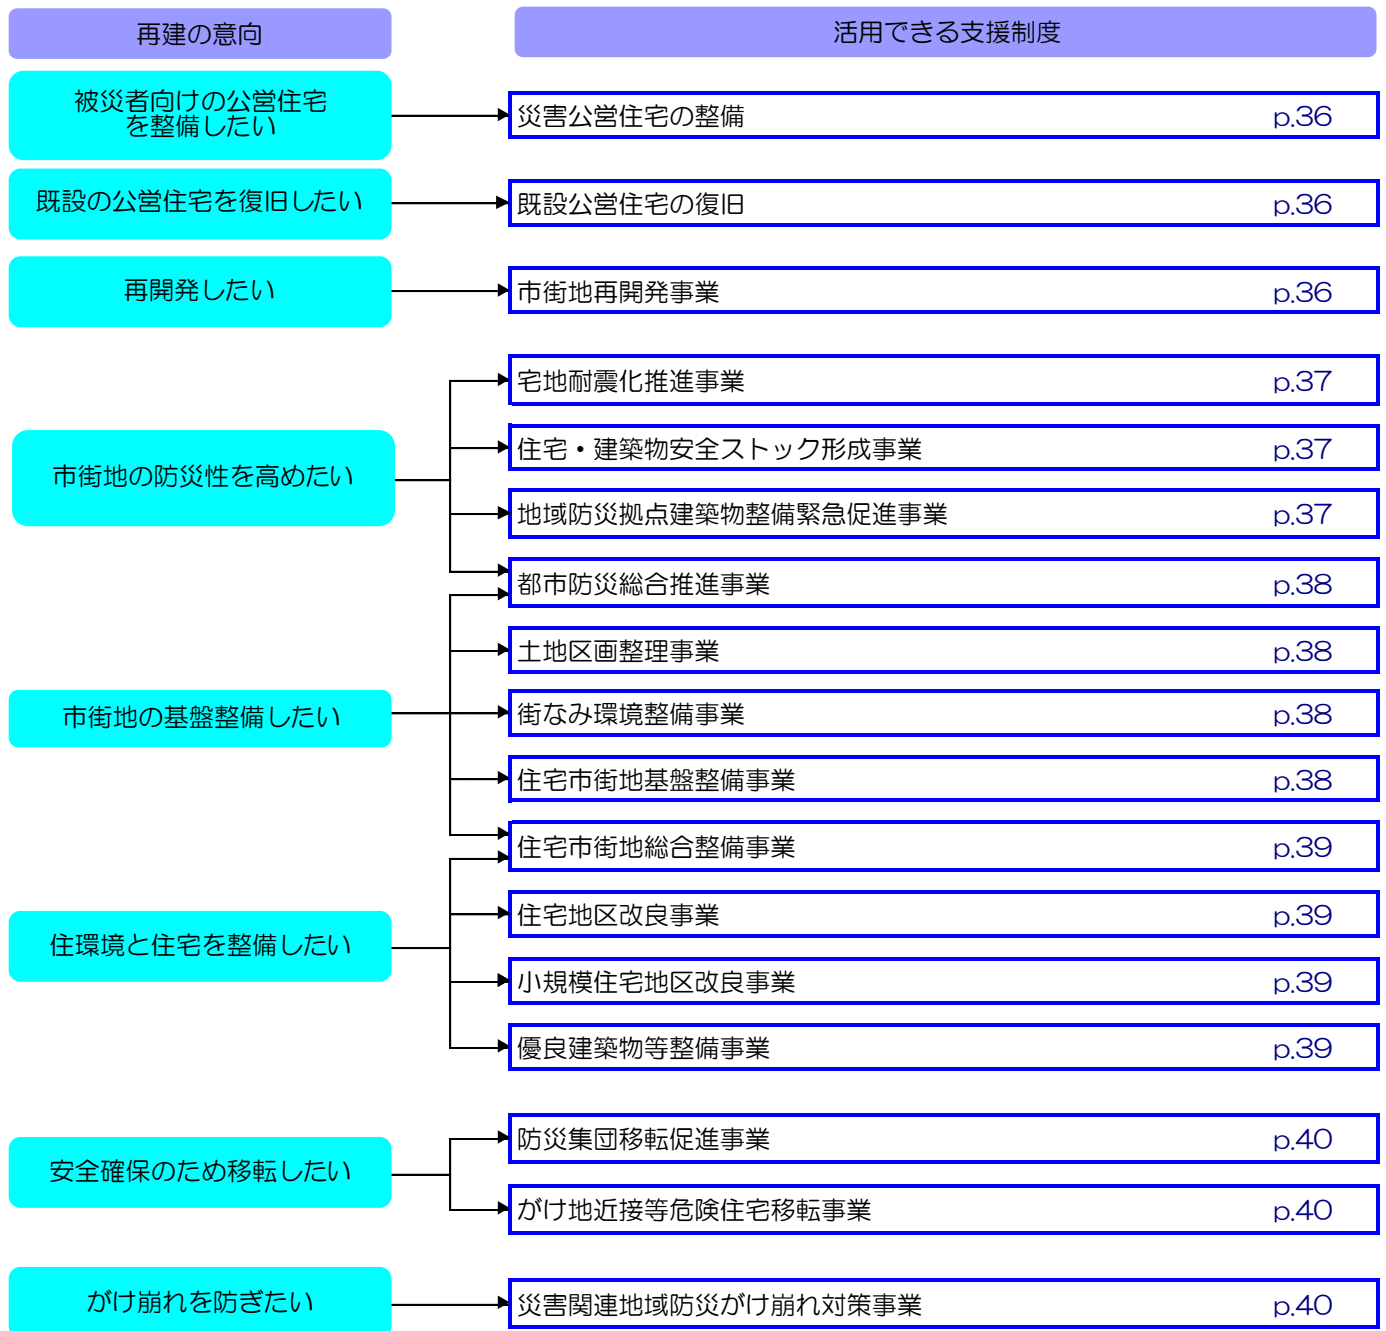 再建の意向
活用できる支援制度
被災者向けの公営住宅
を整備したい
災害公営住宅の整備 p.36
既設の公営住宅を復旧したい
既設公営住宅の復旧 p.36
再開発したい
市街地再開発事業 p.36
市街地の防災性を高めたい
宅地耐震化推進事業 p.37
住宅・建築物安全ストック形成事業 p.37
地域防災拠点建築物整備緊急促進事業 p.37
都市防災総合推進事業 p.38
市街地の基盤整備したい
土地区画整理事業 p.38
街なみ環境整備事業 p.38
住宅市街地基盤整備事業 p.38
住宅市街地総合整備事業 p.39
住環境と住宅を整備したい
住宅地区改良事業 p.39
小規模住宅地区改良事業 p.39
優良建築物等整備事業 p.39
安全確保のため移転したい
防災集団移転促進事業 p.40
がけ地近接等危険住宅移転事業 p.40
がけ崩れを防ぎたい
災害関連地域防災がけ崩れ対策事業 p.40